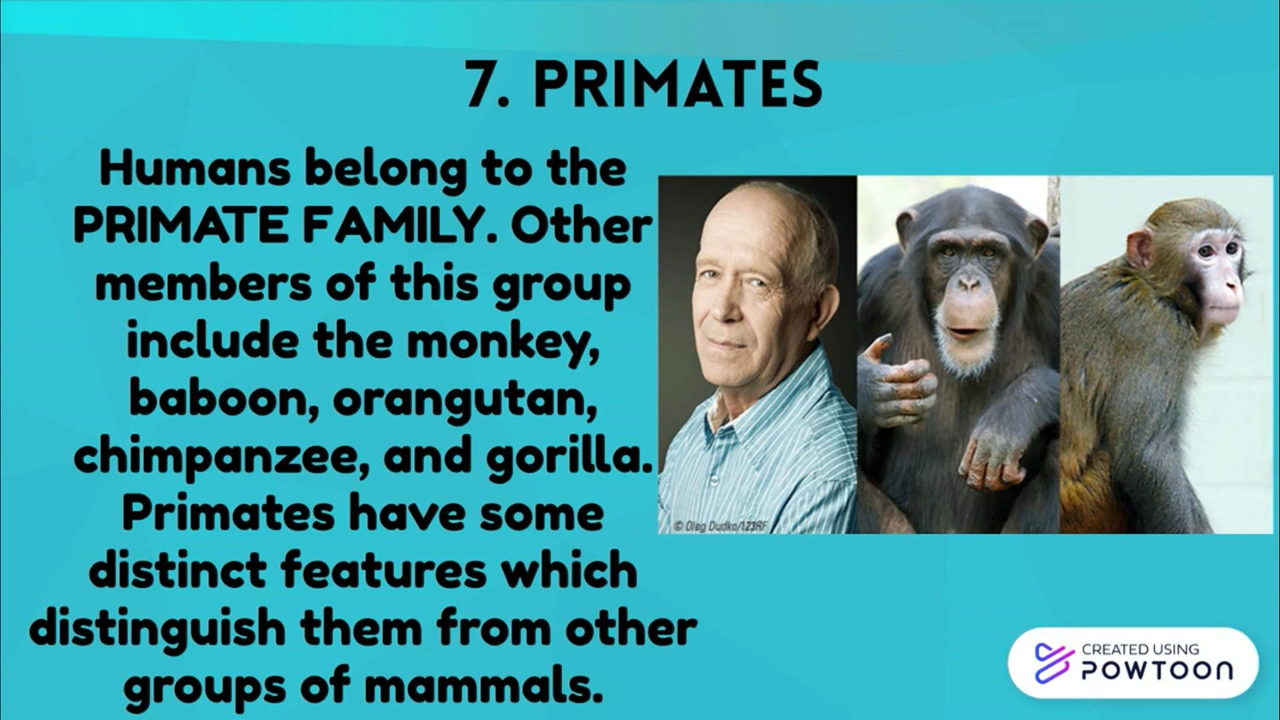 7. PRIMATES
Humans belong to the
PRIMATE FAMILY. Other
members of this group
include the monkey,
baboon, orangutan,
chimpanzee, and gorilla.
Primates have some
distinct features which
distinguish them from other
groups of mammals.
© Oleg Dudko/123RF
CREATED USING
POWTOON